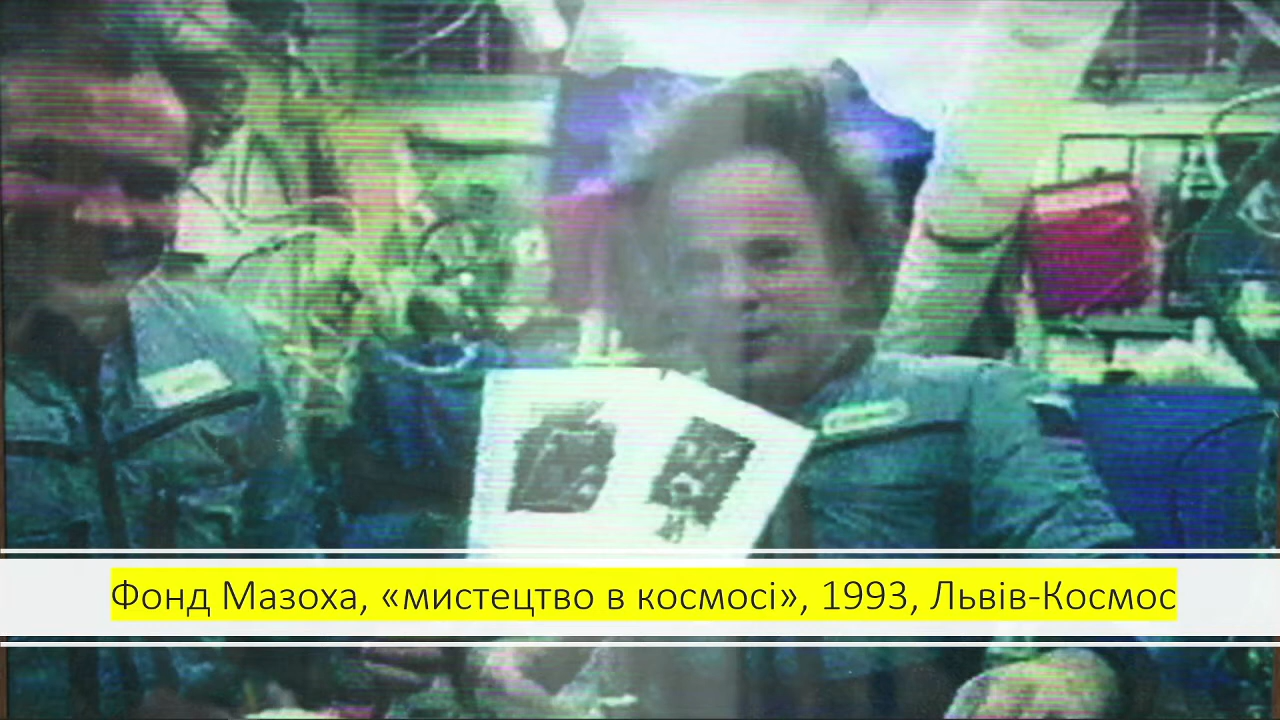 Фонд Мазоха, «мистецтво в космосі», 1993, Львів-Космос